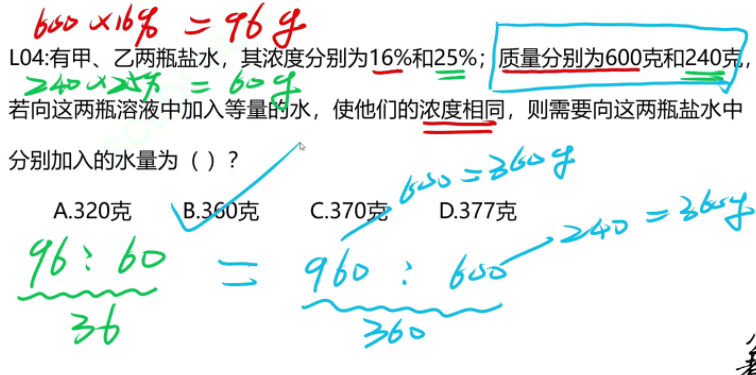 600×16%=96g
L04:有甲、乙两瓶盐水，其浓度分别为16%和25%；质量分别为600克和240克，
240×25%=60g
若向这两瓶溶液中加入等量的水，使他们的浓度相同，则需要向这两瓶盐水中
分别加入的水量为（ ）？
600=360g
A.320克 B.360克 C.370克 D.377克
240=360g
96:60 = 960:600
36 360